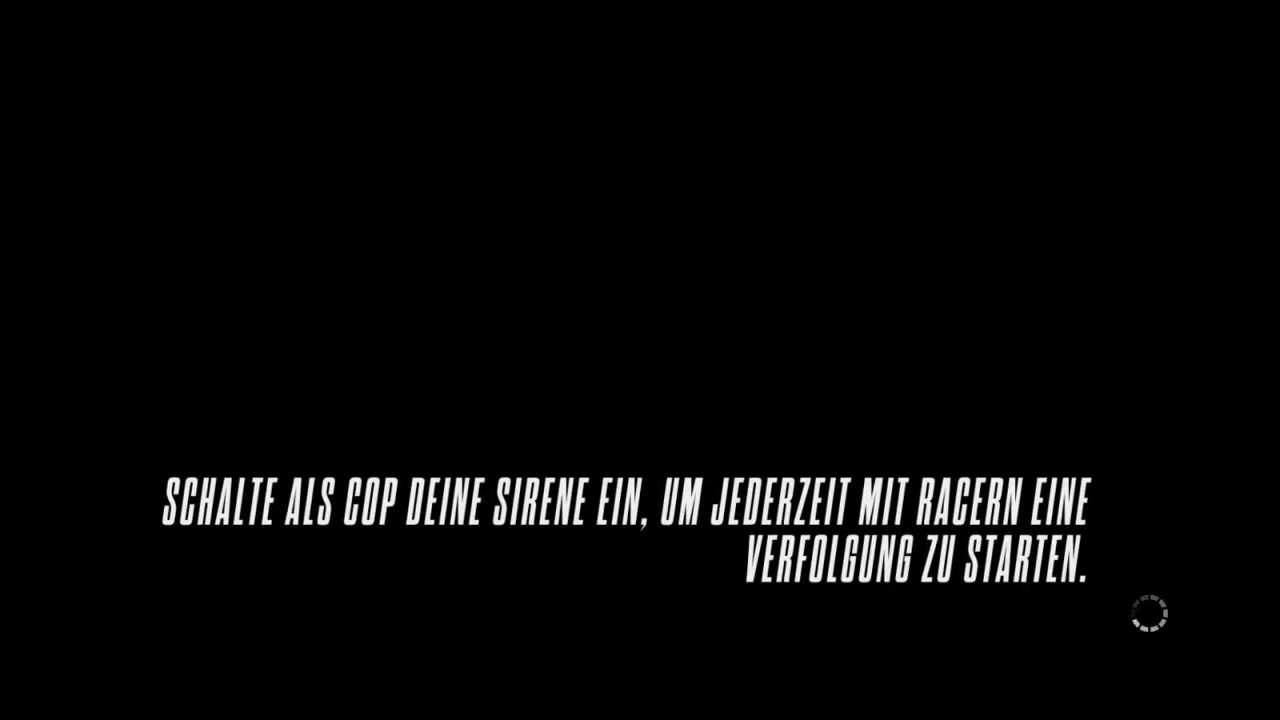 SCHALTE ALS COP DEINE SIRENE EIN, UM JEDERZEIT MIT RACERN EINE
VERFOLGUNG ZU STARTEN.